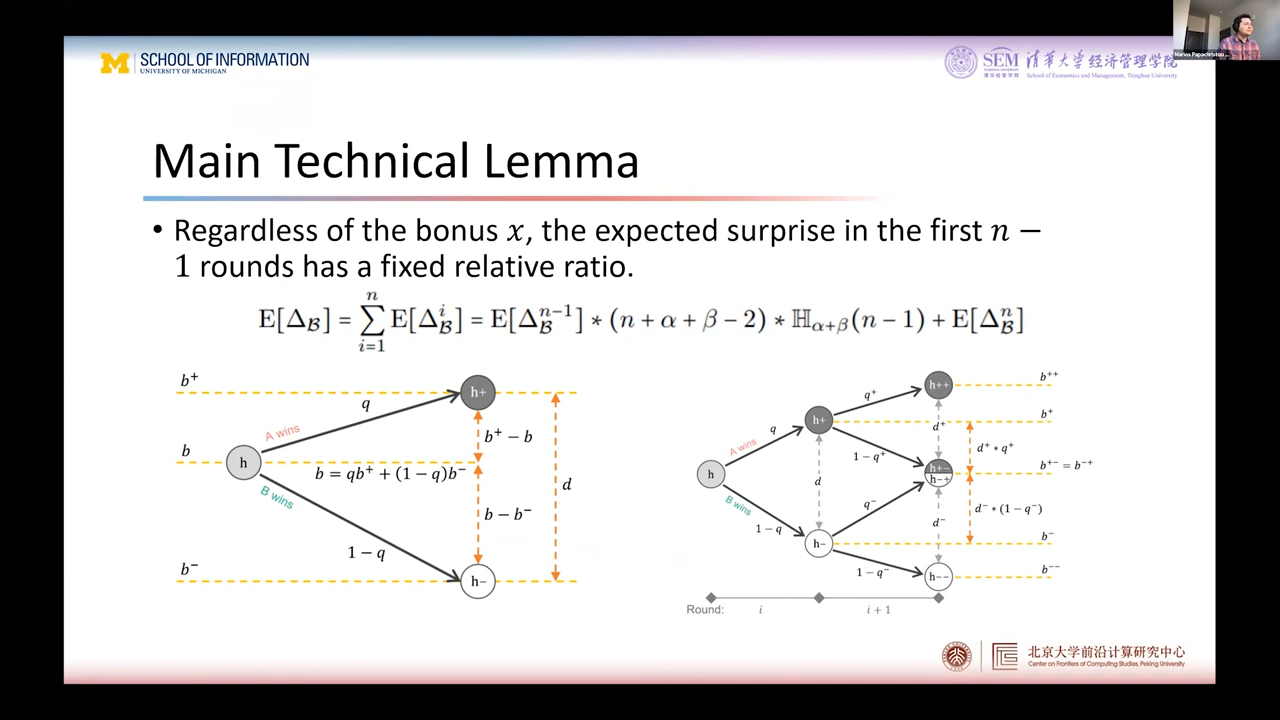 SCHOOL OF INFORMATION
UNIVERSITY OF MICHIGAN
SEM 清华大学经济管理学院
School of Economics and Management, Tsinghua University
Marios Papachristou...
Main Technical Lemma
• Regardless of the bonus x, the expected surprise in the first n −
1 rounds has a fixed relative ratio.
E[Δ_ℬ] = ∑_{i=1}^{n} E[Δ_ℬ^i] = E[Δ_ℬ^{n−1}] ∗ (n + α + β − 2) ∗ ℍ_{α+β}(n − 1) + E[Δ_ℬ^n]
b⁺
h+
q
A wins
b⁺ − b
b
h
b = qb⁺ + (1 − q)b⁻
d
B wins
b − b⁻
1 − q
b⁻
h−
h++
b⁺⁺
q⁺
h+
b⁺
q
d⁺
A wins
1 − q⁺
d⁺ ∗ q⁺
h
h+−
h−+
b⁺⁻ = b⁻⁺
d
B wins
q⁻
d⁻ ∗ (1 − q⁻)
1 − q
d⁻
h−
b⁻
1 − q⁻
h−−
b⁻⁻
Round: i i + 1
北京大学前沿计算研究中心
Center on Frontiers of Computing Studies, Peking University